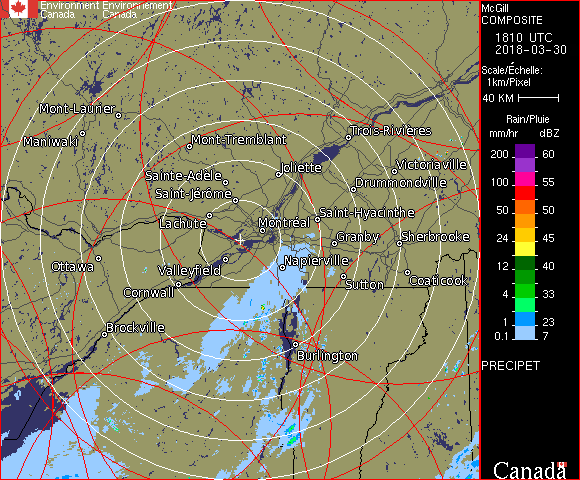 Environment Environnement
Canada Canada
McGill
COMPOSITE
1810 UTC
2018-03-30
Scale/Échelle:
1km/Pixel
40 KM
Rain/Pluie
mm/hr dBZ
200 60
100 55
50 50
24 45
12 40
4 33
1 23
0.1 7
PRECIPET
Canada
Mont-Laurier
Maniwaki
Mont-Tremblant
Trois-Rivières
Joliette
Victoriaville
Sainte-Adèle
Drummondville
Saint-Jérôme
Saint-Hyacinthe
Lachute
Montréal
Granby
Sherbrooke
Ottawa
Valleyfield
Napierville
Cornwall
Sutton
Coaticook
Brockville
Burlington